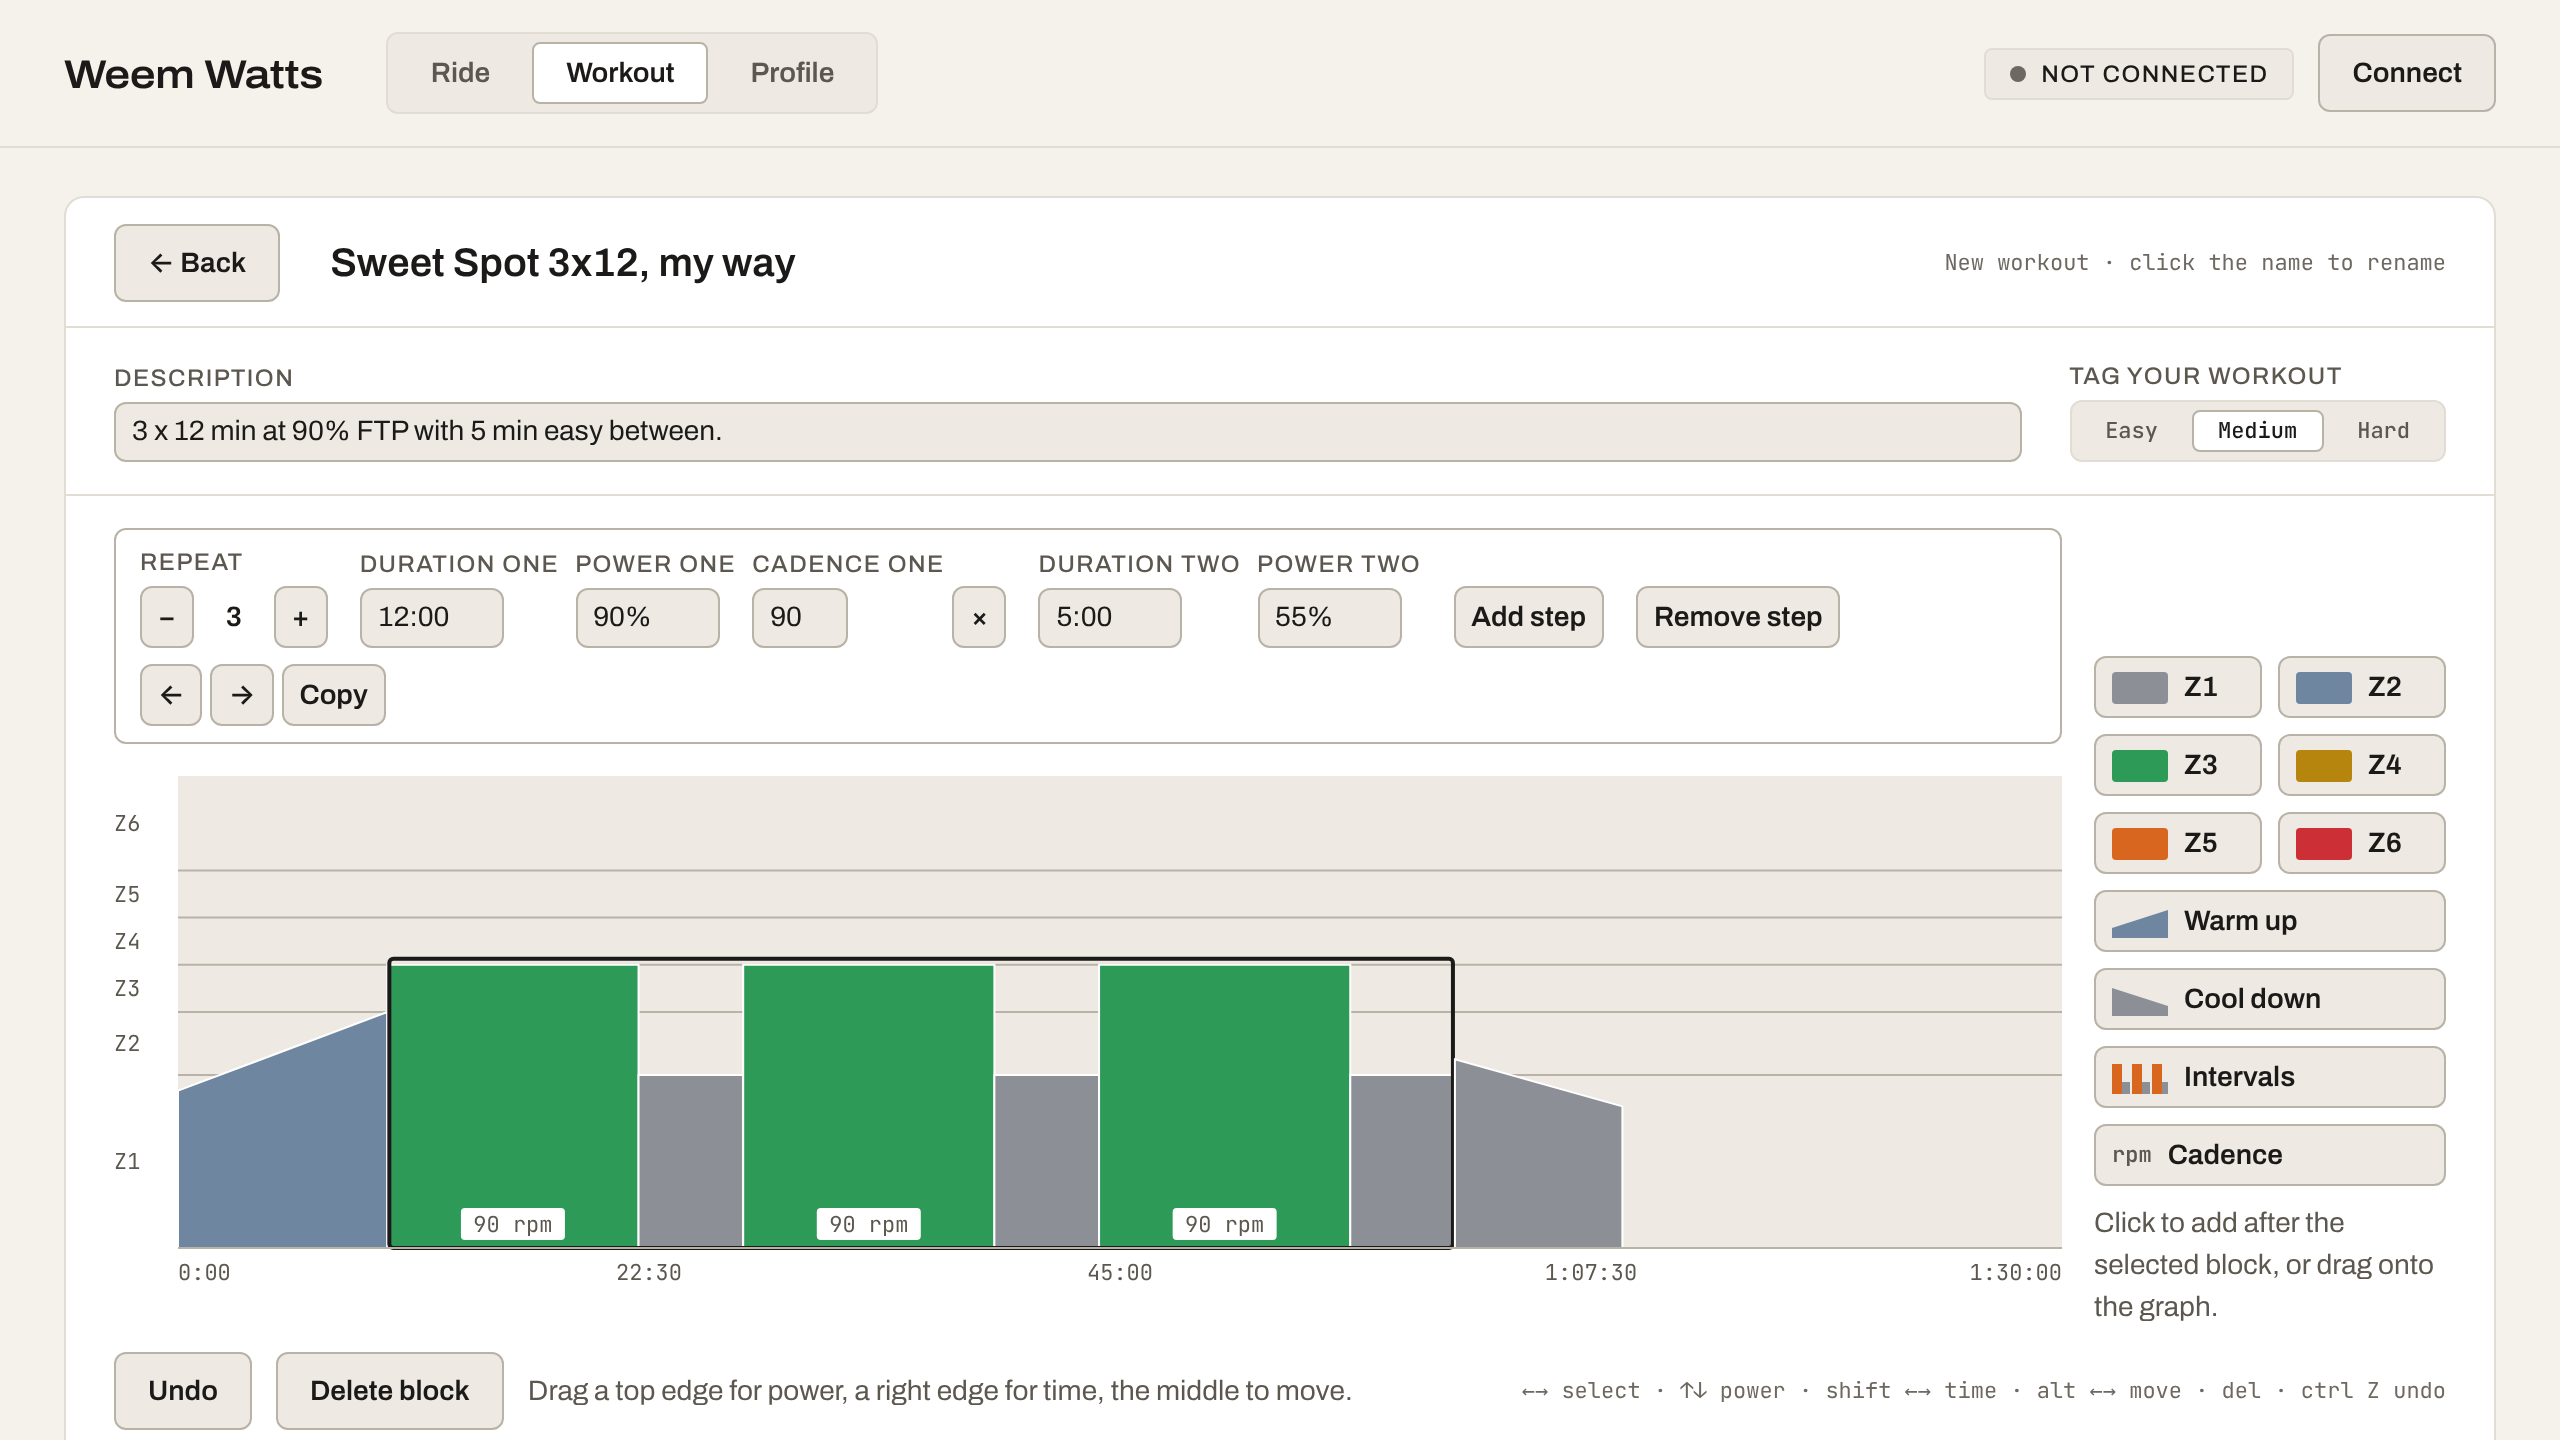 Weem Watts
Ride Workout Profile
NOT CONNECTED
Connect
← Back
Sweet Spot 3x12, my way
New workout · click the name to rename
DESCRIPTION
3 x 12 min at 90% FTP with 5 min easy between.
TAG YOUR WORKOUT
Easy Medium Hard
REPEAT DURATION ONE POWER ONE CADENCE ONE DURATION TWO POWER TWO
− 3 + 12:00 90% 90 × 5:00 55% Add step Remove step
← → Copy
Z6
Z5
Z4
Z3
Z2
Z1
90 rpm 90 rpm 90 rpm
0:00 22:30 45:00 1:07:30 1:30:00
Z1 Z2
Z3 Z4
Z5 Z6
Warm up
Cool down
Intervals
rpm Cadence
Click to add after the
selected block, or drag onto
the graph.
Undo
Delete block
Drag a top edge for power, a right edge for time, the middle to move.
←→ select · ↑↓ power · shift ←→ time · alt ←→ move · del · ctrl Z undo